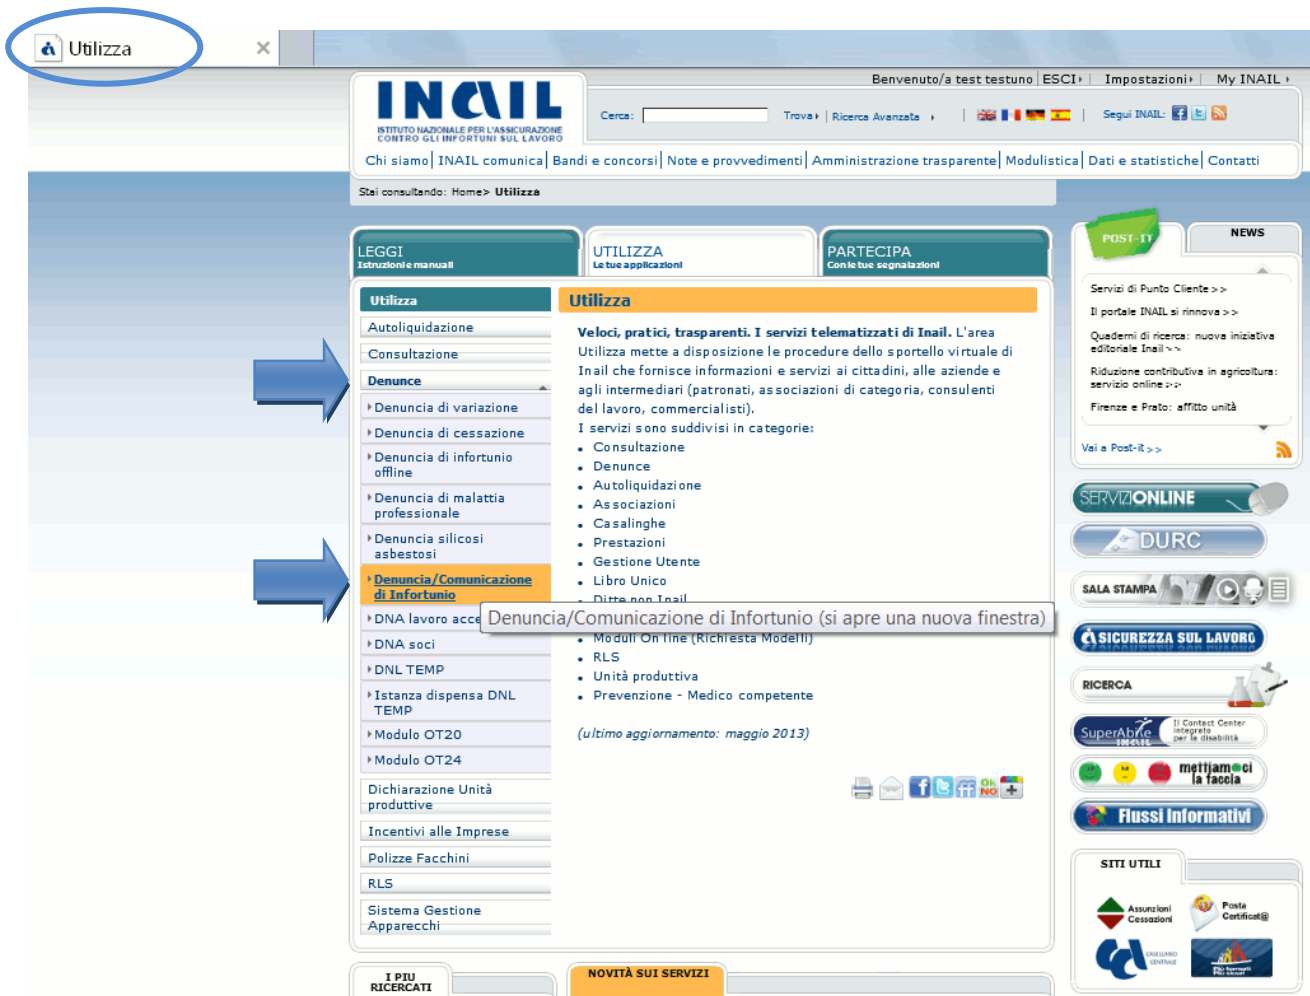 Utilizza
Benvenuto/a test testuno | ESCI | Impostazioni | My INAIL
INAIL
ISTITUTO NAZIONALE PER L'ASSICURAZIONE
CONTRO GLI INFORTUNI SUL LAVORO
Cerca: Trova | Ricerca Avanzata | | Segui INAIL:
Chi siamo | INAIL comunica | Bandi e concorsi | Note e provvedimenti | Amministrazione trasparente | Modulistica | Dati e statistiche | Contatti
Stai consultando: Home> Utilizza
LEGGI
Istruzioni e manuali
UTILIZZA
Le tue applicazioni
PARTECIPA
Con le tue segnalazioni
Utilizza
Autoliquidazione
Consultazione
Denunce
Denuncia di variazione
Denuncia di cessazione
Denuncia di infortunio
offline
Denuncia di malattia
professionale
Denuncia silicosi
asbestosi
Denuncia/Comunicazione
di Infortunio
DNA lavoro acce
DNA soci
DNL TEMP
Istanza dispensa DNL
TEMP
Modulo OT20
Modulo OT24
Dichiarazione Unità
produttive
Incentivi alle Imprese
Polizze Facchini
RLS
Sistema Gestione
Apparecchi
Utilizza
Veloci, pratici, trasparenti. I servizi telematizzati di Inail. L'area
Utilizza mette a disposizione le procedure dello sportello virtuale di
Inail che fornisce informazioni e servizi ai cittadini, alle aziende e
agli intermediari (patronati, associazioni di categoria, consulenti
del lavoro, commercialisti).
I servizi sono suddivisi in categorie:
• Consultazione
• Denunce
• Autoliquidazione
• Associazioni
• Casalinghe
• Prestazioni
• Gestione Utente
• Libro Unico
• Ditte non Inail
Denuncia/Comunicazione di Infortunio (si apre una nuova finestra)
• Moduli On line (Richiesta Modelli)
• RLS
• Unità produttiva
• Prevenzione - Medico competente
(ultimo aggiornamento: maggio 2013)
OK
NO
POST-IT
NEWS
Servizi di Punto Cliente >>
Il portale INAIL si rinnova >>
Quaderni di ricerca: nuova iniziativa
editoriale Inail >>
Riduzione contributiva in agricoltura:
servizio online >>
Firenze e Prato: affitto unità
Vai a Post-it >>
SERVIZIONLINE
DURC
SALA STAMPA
SICUREZZA SUL LAVORO
RICERCA
SuperAbile
INAIL
Il Contact Center
integrato
per la disabilità
mettiamoci
la faccia
Flussi Informativi
SITI UTILI
Assunzioni
Cessazioni
Posta
Certificat@
CASELLARIO
CENTRALE
I PIU
RICERCATI
NOVITÀ SUI SERVIZI